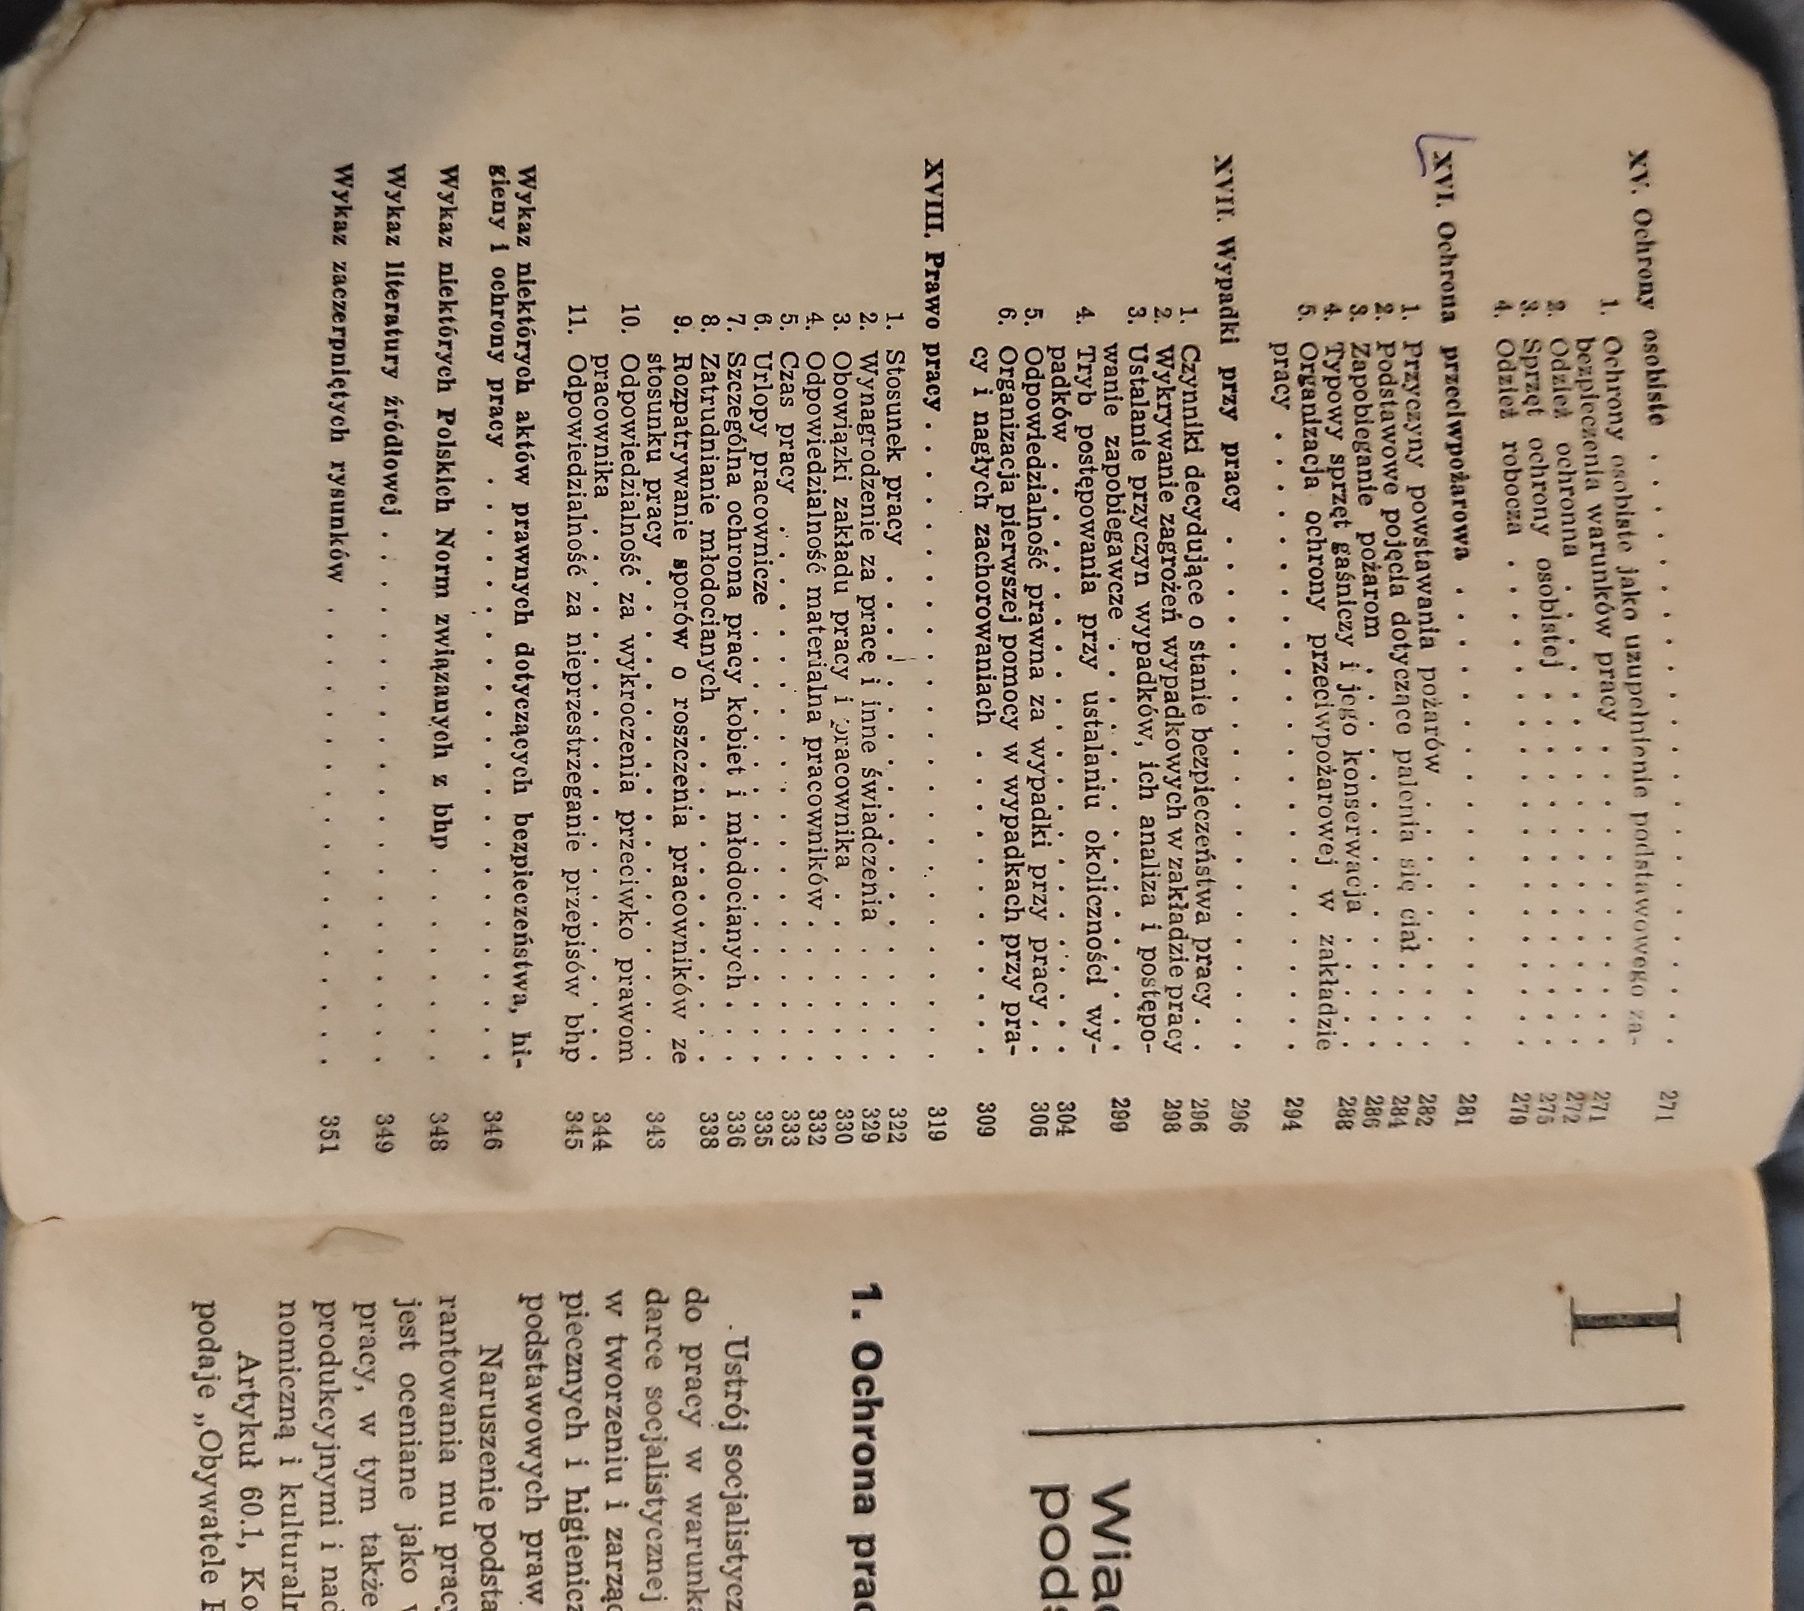 XV. Ochrony osobiste . . . . . . . . . . . . . . . . . . 271
1. Ochrony osobiste jako uzupełnienie podstawowego za-
bezpieczenia warunków pracy . . . . . . . . . . . 271
2. Odzież ochronna . . . . . . . . . . . . . . . . 272
3. Sprzęt ochrony osobistej . . . . . . . . . . . . 275
4. Odzież robocza . . . . . . . . . . . . . . . . . 279
XVI. Ochrona przeciwpożarowa . . . . . . . . . . . . . . 281
1. Przyczyny powstawania pożarów . . . . . . . . . 282
2. Podstawowe pojęcia dotyczące palenia się ciał . . . . 284
3. Zapobieganie pożarom . . . . . . . . . . . . . . 286
4. Typowy sprzęt gaśniczy i jego konserwacja . . . . . 288
5. Organizacja ochrony przeciwpożarowej w zakładzie
pracy . . . . . . . . . . . . . . . . . . . . . 294
XVII. Wypadki przy pracy . . . . . . . . . . . . . . . . 296
1. Czynniki decydujące o stanie bezpieczeństwa pracy . . 296
2. Wykrywanie zagrożeń wypadkowych w zakładzie pracy 298
3. Ustalanie przyczyn wypadków, ich analiza i postępo-
wanie zapobiegawcze . . . . . . . . . . . . . . 299
4. Tryb postępowania przy ustalaniu okoliczności wy-
padków . . . . . . . . . . . . . . . . . . . . 304
5. Odpowiedzialność prawna za wypadki przy pracy . . 306
6. Organizacja pierwszej pomocy w wypadkach przy pra-
cy i nagłych zachorowaniach . . . . . . . . . . . 309
XVIII. Prawo pracy . . . . . . . . . . . . . . . . . . . 319
1. Stosunek pracy . . . . . . . . . . . . . . . . . 322
2. Wynagrodzenie za pracę i inne świadczenia . . . . . 329
3. Obowiązki zakładu pracy i pracownika . . . . . . 330
4. Odpowiedzialność materialna pracowników . . . . . 332
5. Czas pracy . . . . . . . . . . . . . . . . . . . 333
6. Urlopy pracownicze . . . . . . . . . . . . . . . 335
7. Szczególna ochrona pracy kobiet i młodocianych . . . 336
8. Zatrudnianie młodocianych . . . . . . . . . . . . 338
9. Rozpatrywanie sporów o roszczenia pracowników ze
stosunku pracy . . . . . . . . . . . . . . . . . 343
10. Odpowiedzialność za wykroczenia przeciwko prawom
pracownika . . . . . . . . . . . . . . . . . . 344
11. Odpowiedzialność za nieprzestrzeganie przepisów bhp 345
Wykaz niektórych aktów prawnych dotyczących bezpieczeństwa, hi-
gieny i ochrony pracy . . . . . . . . . . . . . . . . . 346
Wykaz niektórych Polskich Norm związanych z bhp . . . . . . 348
Wykaz literatury źródłowej . . . . . . . . . . . . . . . . 349
Wykaz zaczerpniętych rysunków . . . . . . . . . . . . . . 351
I
Wiad
pods
1. Ochrona prac
Ustrój socjalistycz
do pracy w warunka
darce socjalistycznej
w tworzeniu i zarząd
piecznych i higienicz
podstawowych praw
Naruszenie podsta
rantowania mu pracy
jest oceniane jako
pracy, w tym także
produkcyjnymi i nad
nomiczną i kulturaln
Artykuł 60.1, Ko
podaje „Obywatele